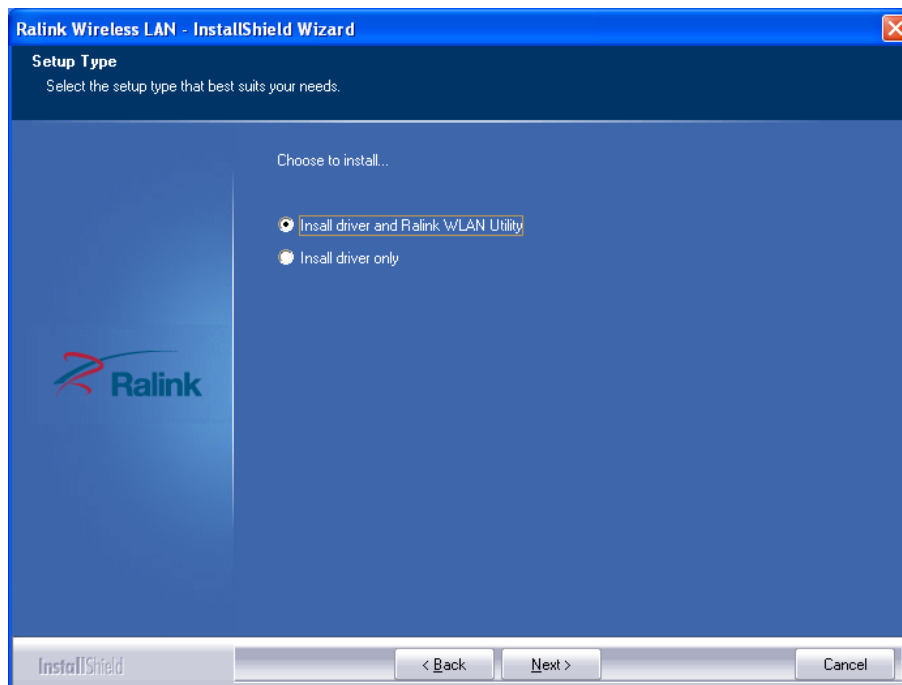 Ralink Wireless LAN - InstallShield Wizard
Setup Type
Select the setup type that best suits your needs.
Choose to install...
Insall driver and Ralink WLAN Utility
Insall driver only
Ralink
InstallShield
< Back
Next >
Cancel